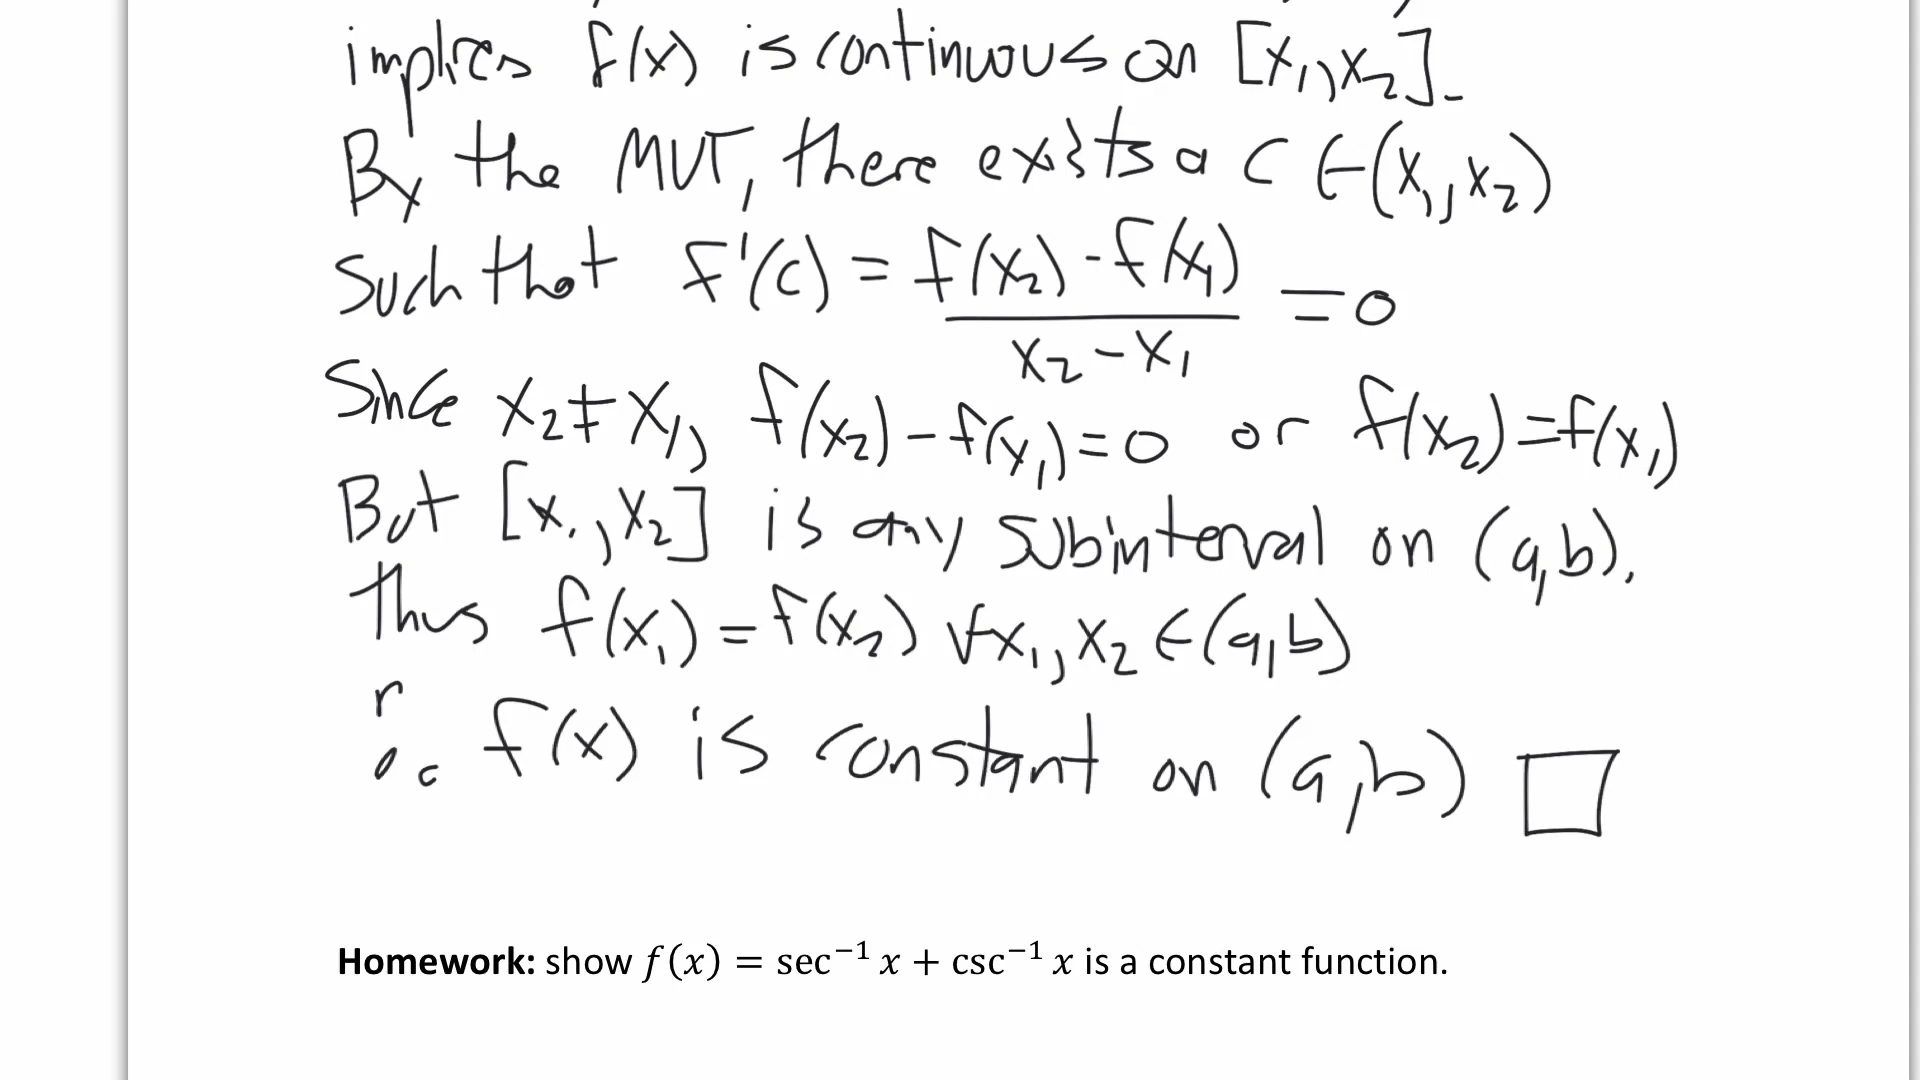 implies f(x) is continuous on [x₁,x₂].
By the MVT, there exists a c ∈ (x₁,x₂)
Such that f'(c) = (f(x₂) - f(x₁))/(x₂ - x₁) = 0
Since x₂ ≠ x₁, f(x₂) - f(x₁) = 0 or f(x₂) = f(x₁)
But [x₁,x₂] is any subinterval on (a,b).
Thus f(x₁) = f(x₂) ∀x₁,x₂ ∈ (a,b)
∴ f(x) is constant on (a,b) □
Homework: show f(x) = sec⁻¹ x + csc⁻¹ x is a constant function.